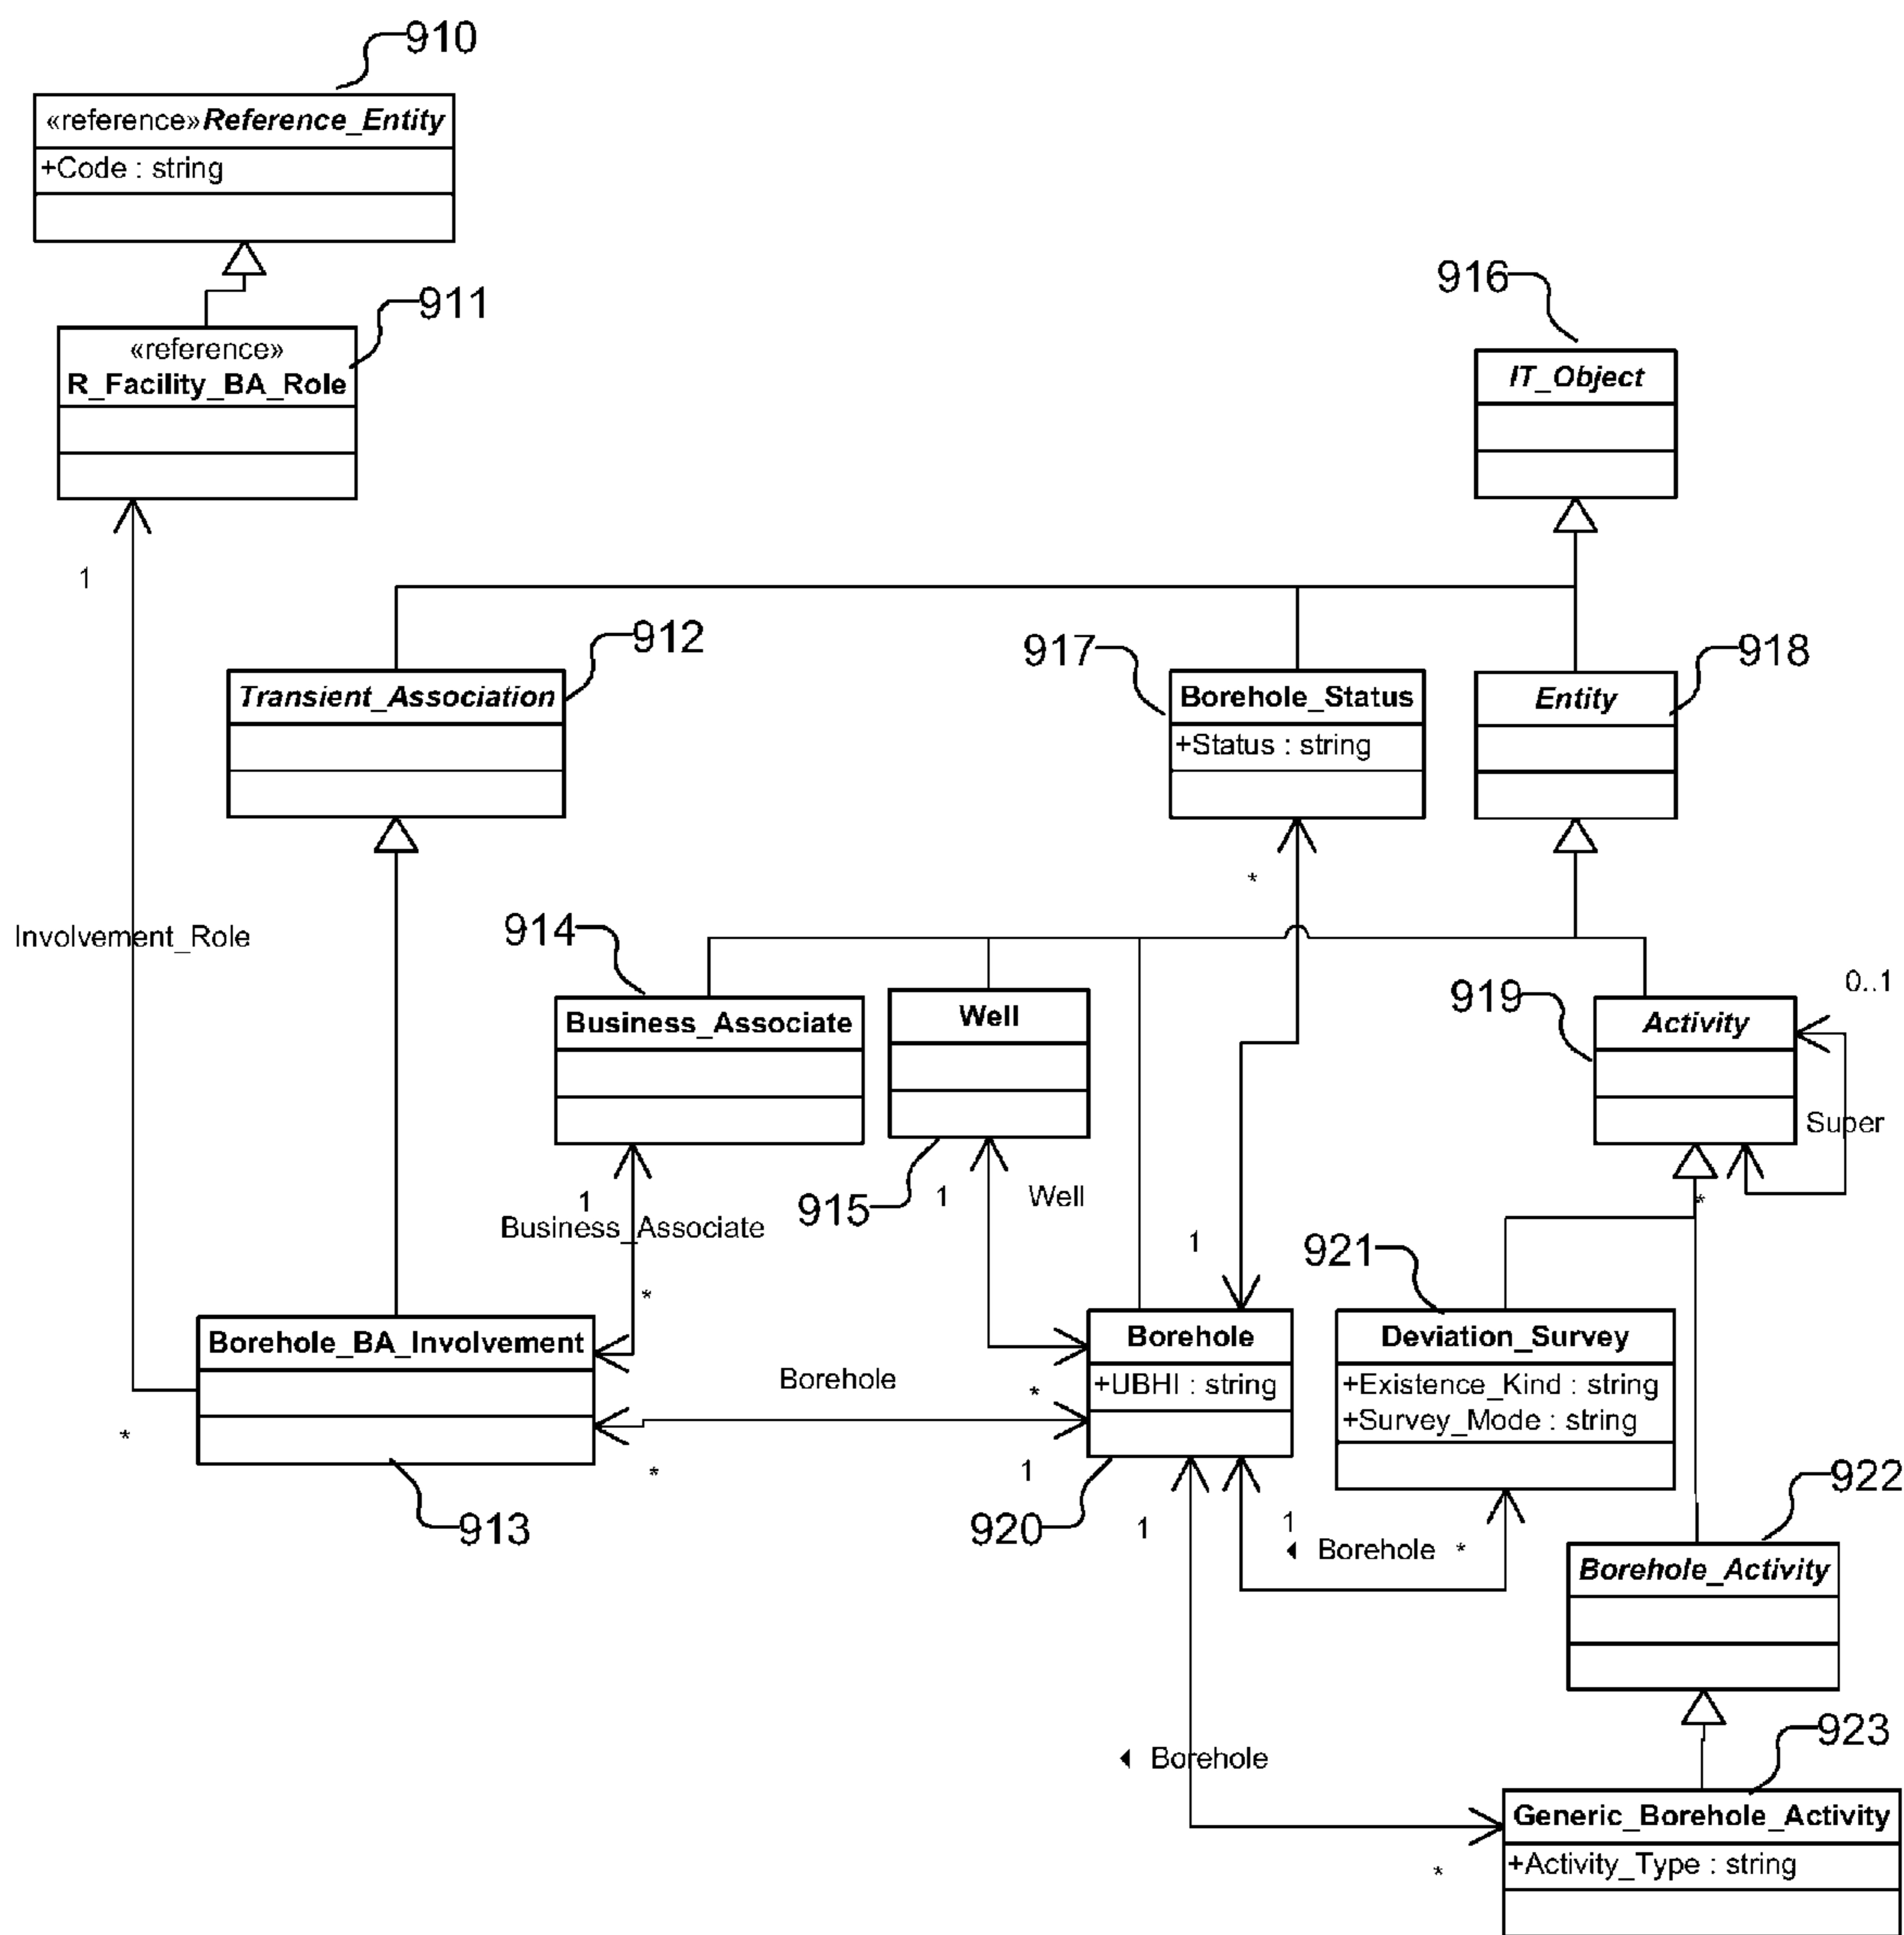 910
«reference»Reference_Entity
+Code : string
911
«reference»
R_Facility_BA_Role
916
IT_Object
1
912
Transient_Association
917
Borehole_Status
+Status : string
918
Entity
*
Involvement_Role
914
Business_Associate
Well
919
Activity
0..1
Super
1
Business_Associate
*
915
1
Well
*
1
921
Borehole_BA_Involvement
*
*
913
Borehole
*
1
Borehole
+UBHI : string
920
Deviation_Survey
+Existence_Kind : string
+Survey_Mode : string
1
1
◄ Borehole *
922
Borehole_Activity
◄ Borehole
923
Generic_Borehole_Activity
+Activity_Type : string
*